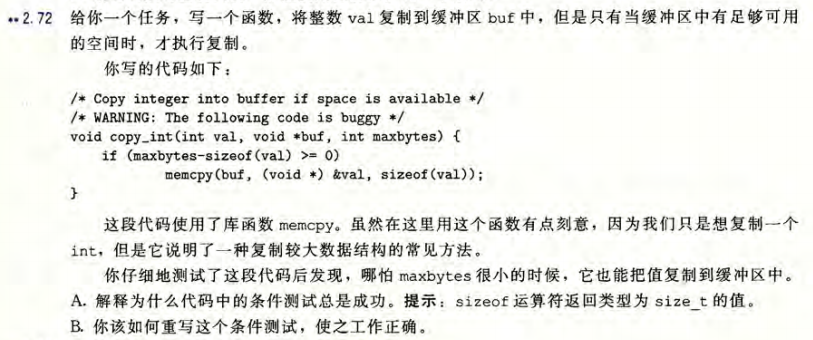 •• 2.72 给你一个任务，写一个函数，将整数 val 复制到缓冲区 buf 中，但是只有当缓冲区中有足够可用
的空间时，才执行复制。
你写的代码如下：
/* Copy integer into buffer if space is available */
/* WARNING: The following code is buggy */
void copy_int(int val, void *buf, int maxbytes) {
    if (maxbytes-sizeof(val) >= 0)
            memcpy(buf, (void *) &val, sizeof(val));
}
这段代码使用了库函数 memcpy。虽然在这里用这个函数有点刻意，因为我们只是想复制一个
int，但是它说明了一种复制较大数据结构的常见方法。
你仔细地测试了这段代码后发现，哪怕 maxbytes 很小的时候，它也能把值复制到缓冲区中。
A. 解释为什么代码中的条件测试总是成功。提示：sizeof 运算符返回类型为 size_t 的值。
B. 你该如何重写这个条件测试，使之工作正确。